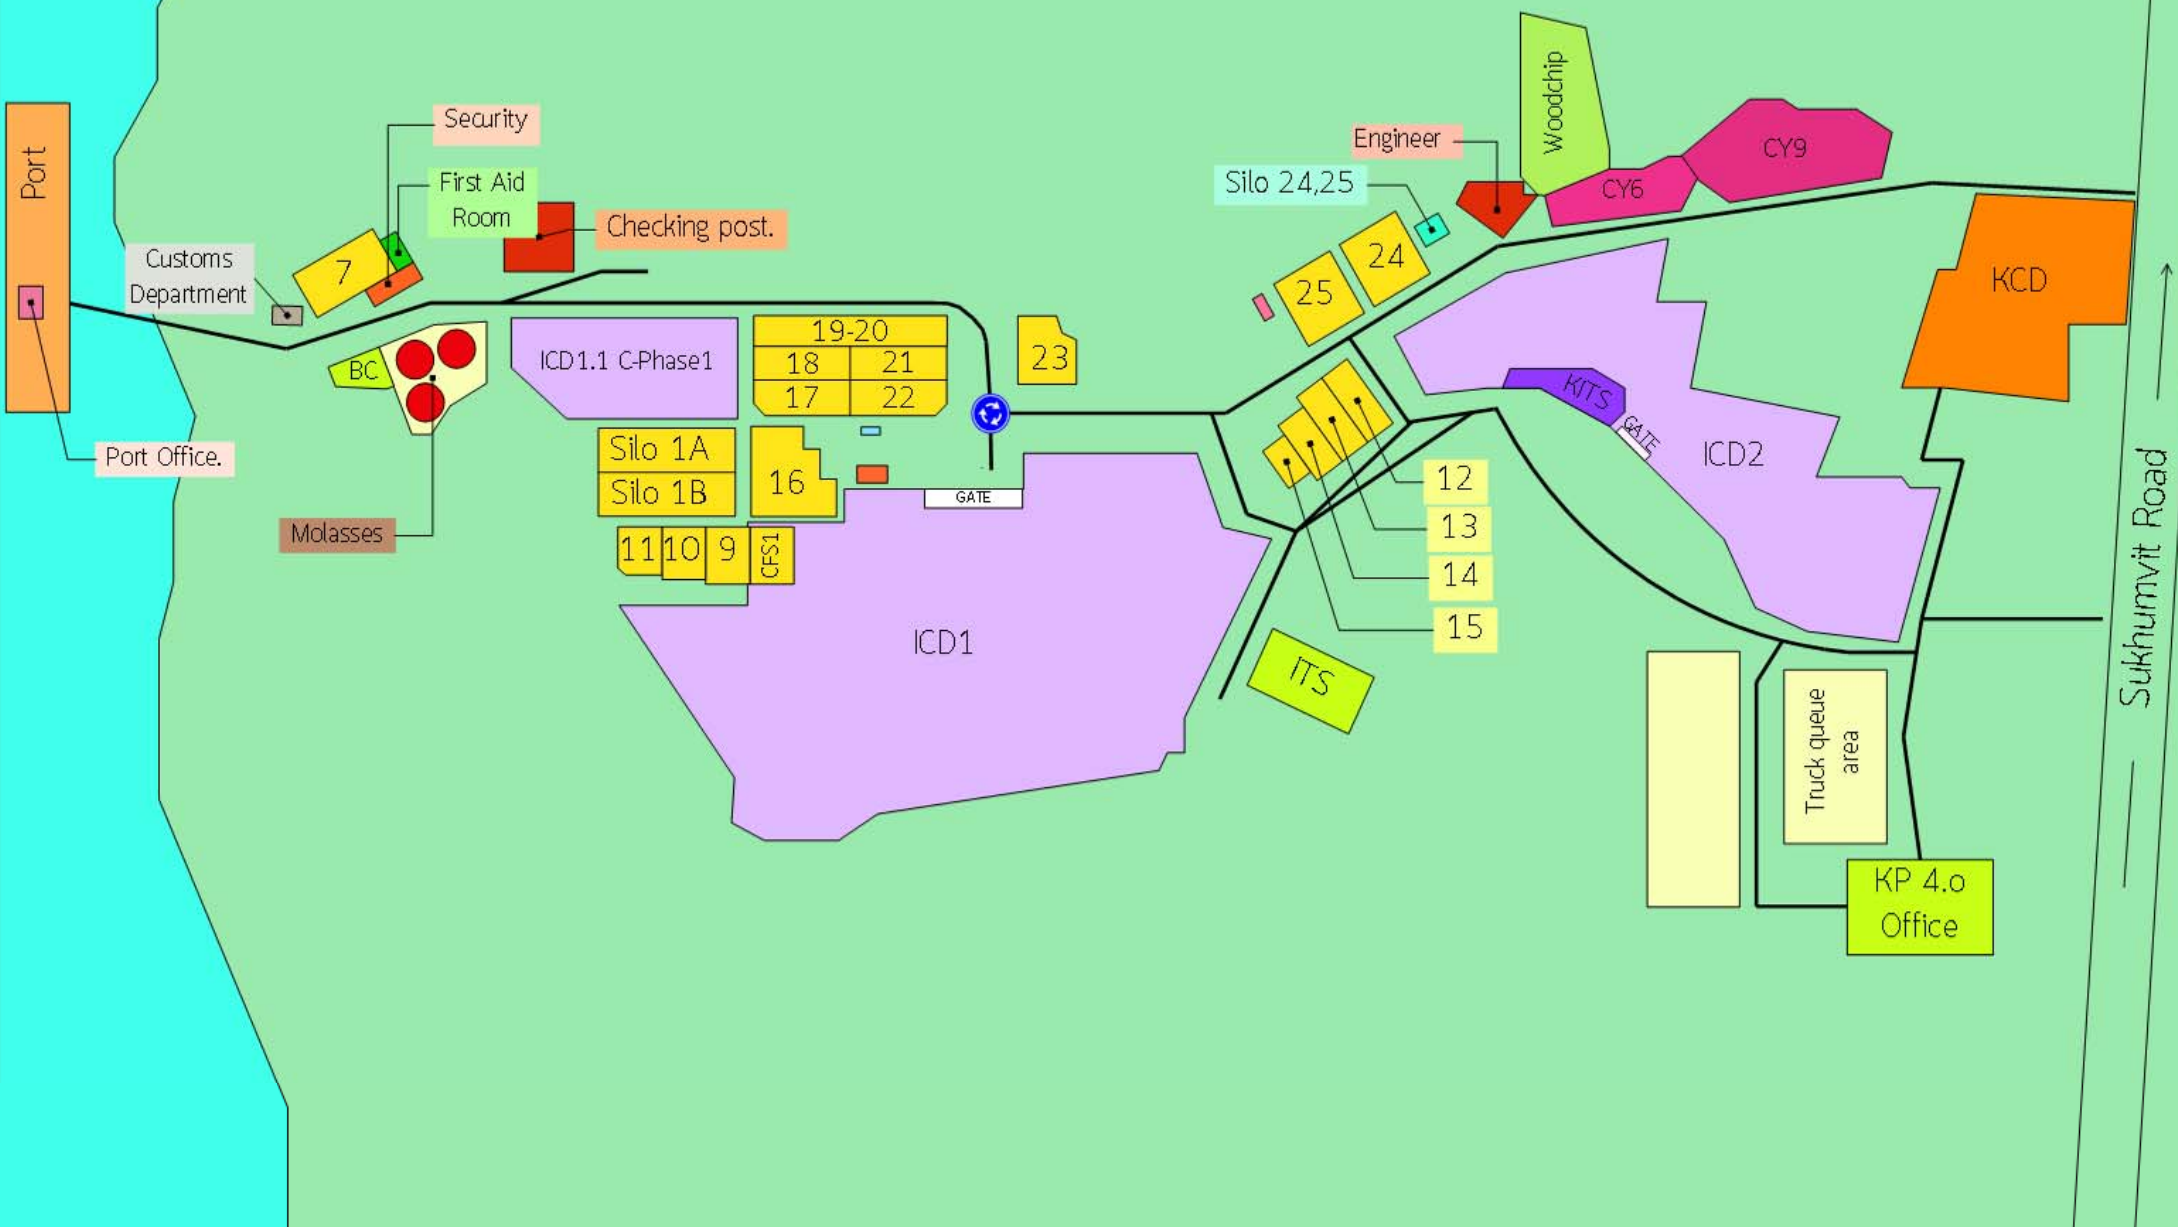 Port
Security
First Aid
Room
Checking post.
Customs
Department
7
BC
Port Office.
Molasses
ICD1.1 C-Phase1
19-20
18
21
17
22
23
Silo 1A
Silo 1B
16
11
10
9
CFS1
GATE
ICD1
Silo 24,25
Engineer
Woodchip
CY6
CY9
24
25
KCD
KITS
GATE
ICD2
12
13
14
15
ITS
Truck queue
area
KP 4.0
Office
Sukhumvit Road